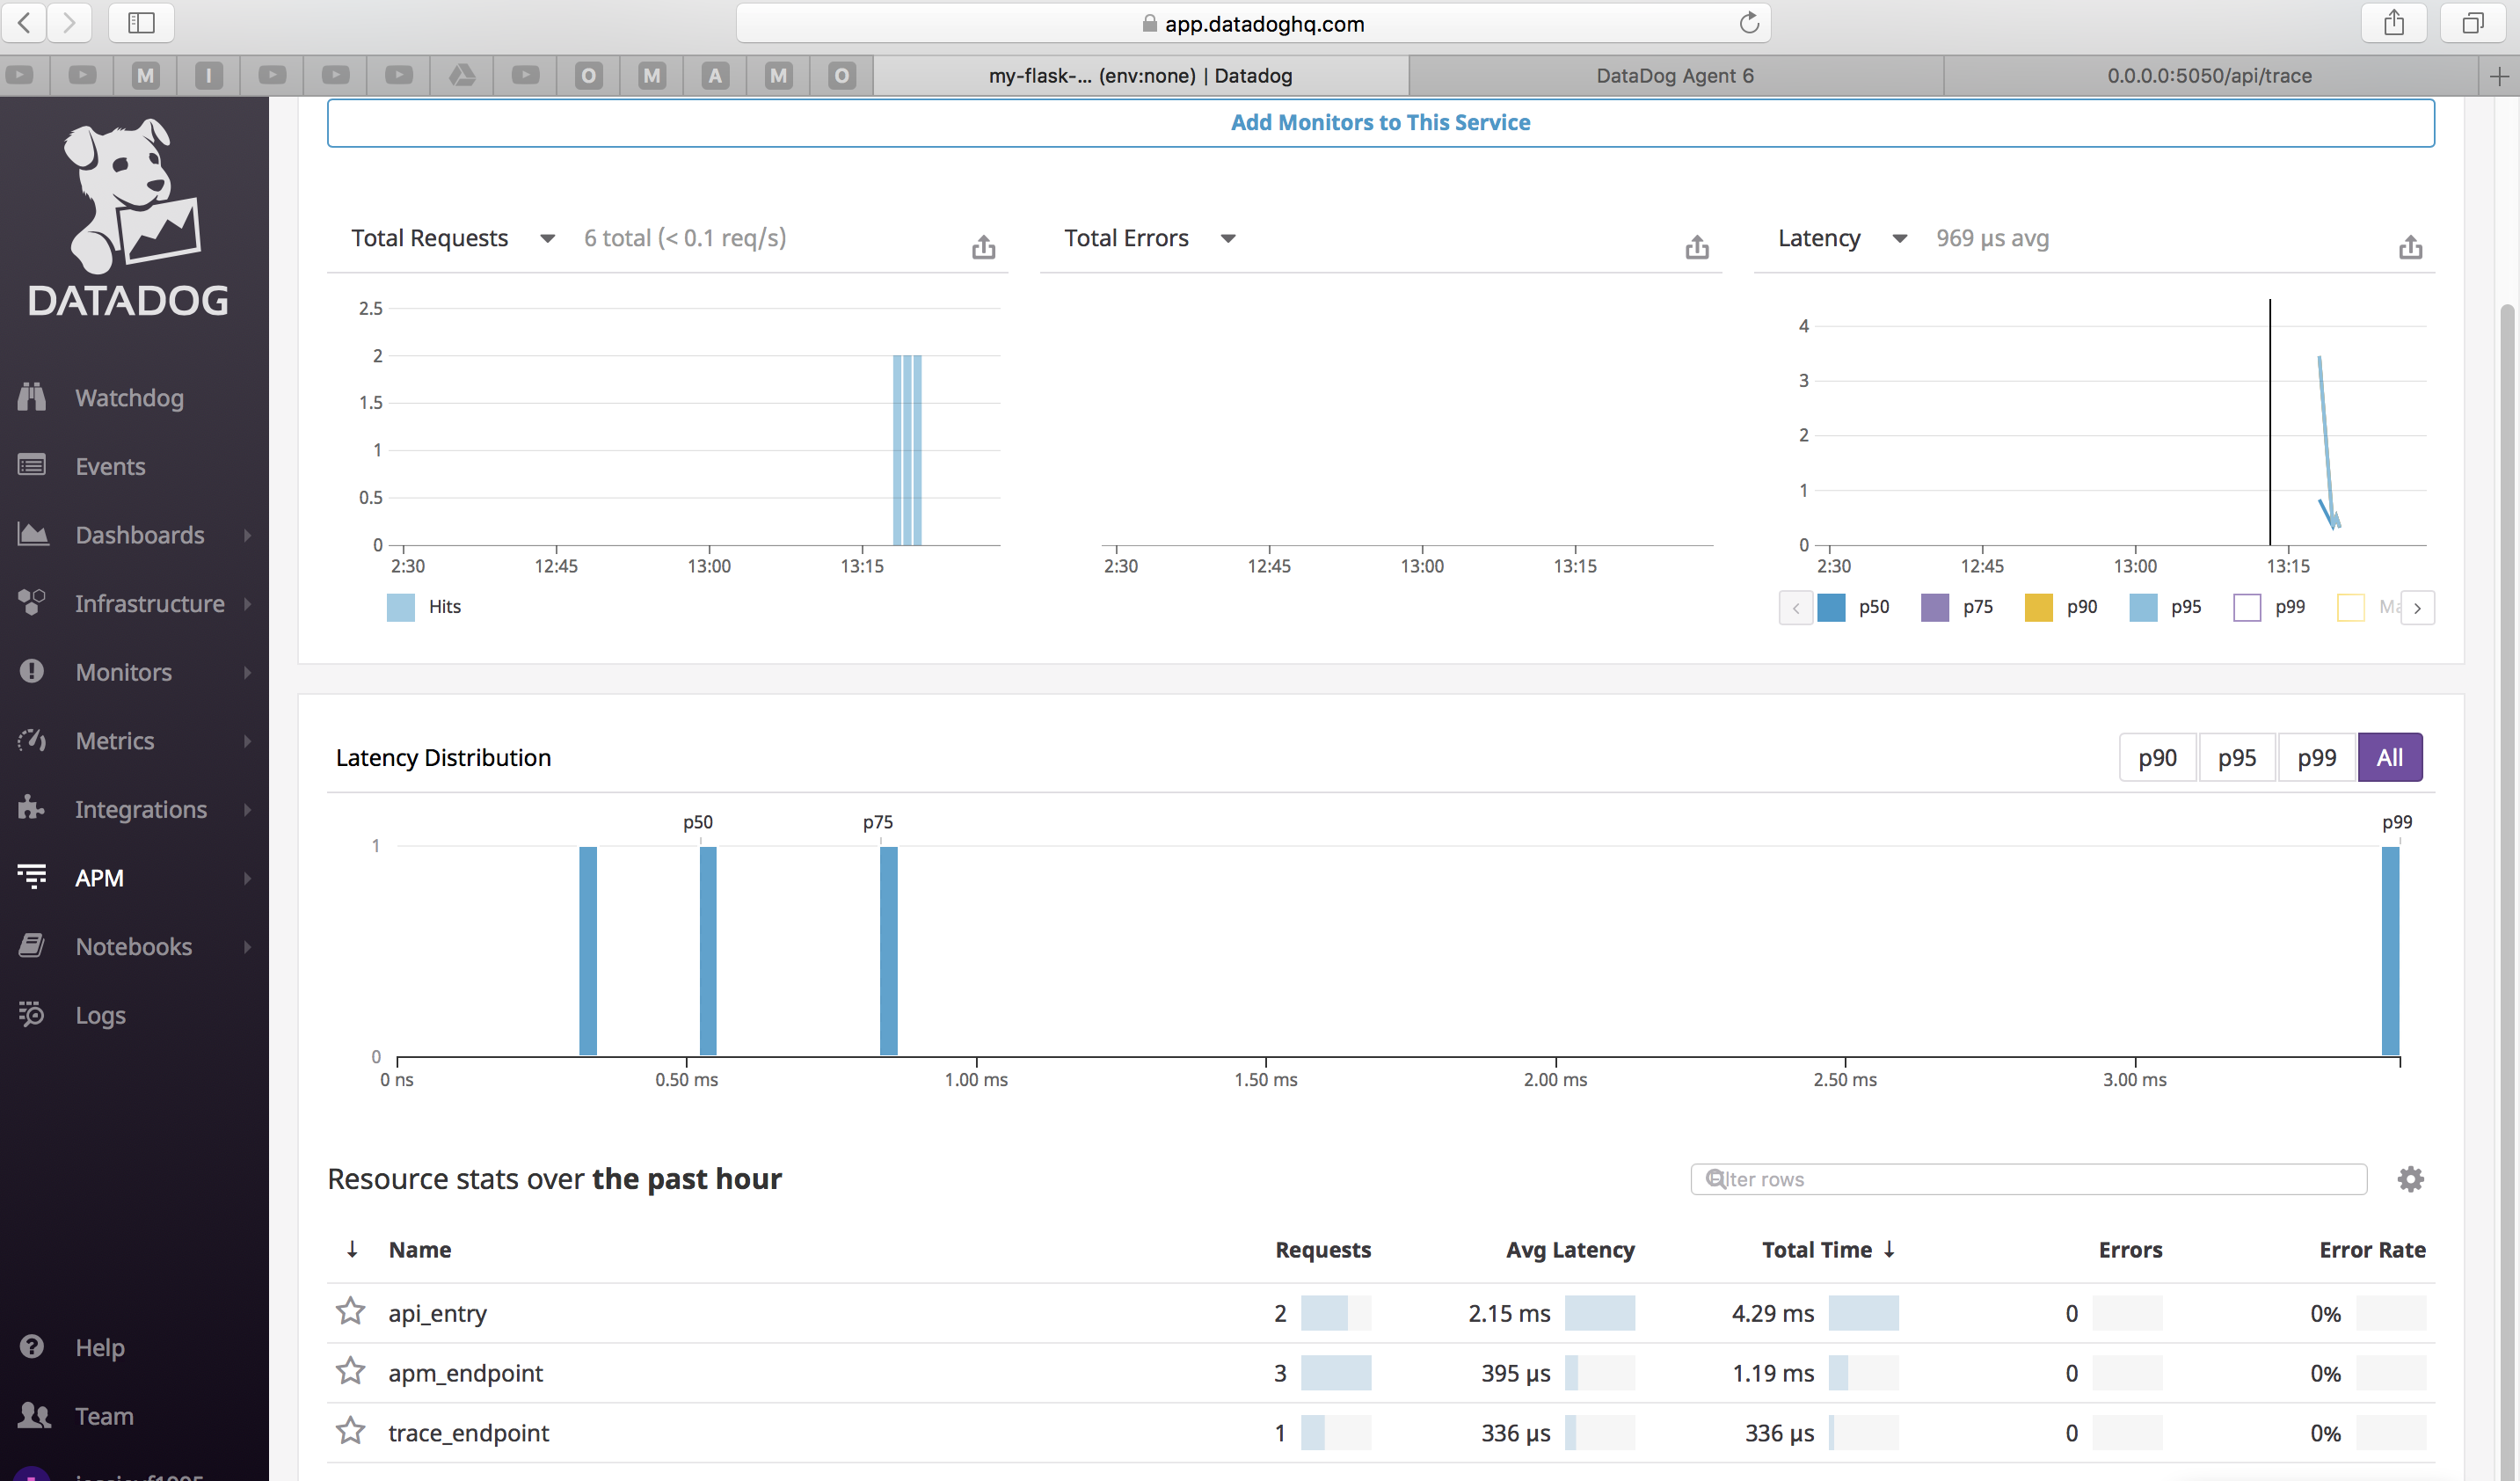 app.datadoghq.com
M I O M A M O my-flask-... (env:none) | Datadog DataDog Agent 6 0.0.0.0:5050/api/trace
DATADOG
Watchdog
Events
Dashboards
Infrastructure
Monitors
Metrics
Integrations
APM
Notebooks
Logs
Help
Team
Add Monitors to This Service
Total Requests 6 total (< 0.1 req/s)
2.5
2
1.5
1
0.5
0
2:30 12:45 13:00 13:15
Hits
Total Errors
2:30 12:45 13:00 13:15
Latency 969 µs avg
4
3
2
1
0
2:30 12:45 13:00 13:15
p50 p75 p90 p95 p99
Latency Distribution
p90 p95 p99 All
p50 p75 p99
1
0
0 ns 0.50 ms 1.00 ms 1.50 ms 2.00 ms 2.50 ms 3.00 ms
Resource stats over the past hour
Filter rows
↓ Name Requests Avg Latency Total Time ↓ Errors Error Rate
api_entry 2 2.15 ms 4.29 ms 0 0%
apm_endpoint 3 395 µs 1.19 ms 0 0%
trace_endpoint 1 336 µs 336 µs 0 0%